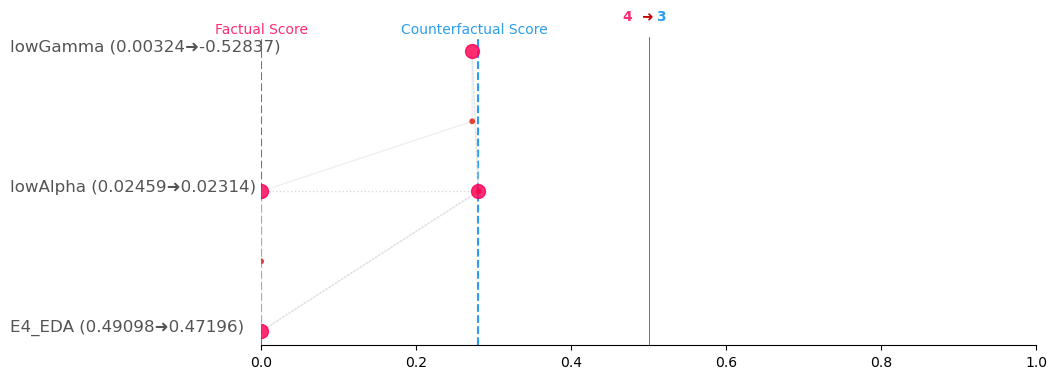 4 ➜ 3
Factual Score Counterfactual Score
lowGamma (0.00324➜-0.52837)
lowAlpha (0.02459➜0.02314)
E4_EDA (0.49098➜0.47196)
0.0 0.2 0.4 0.6 0.8 1.0